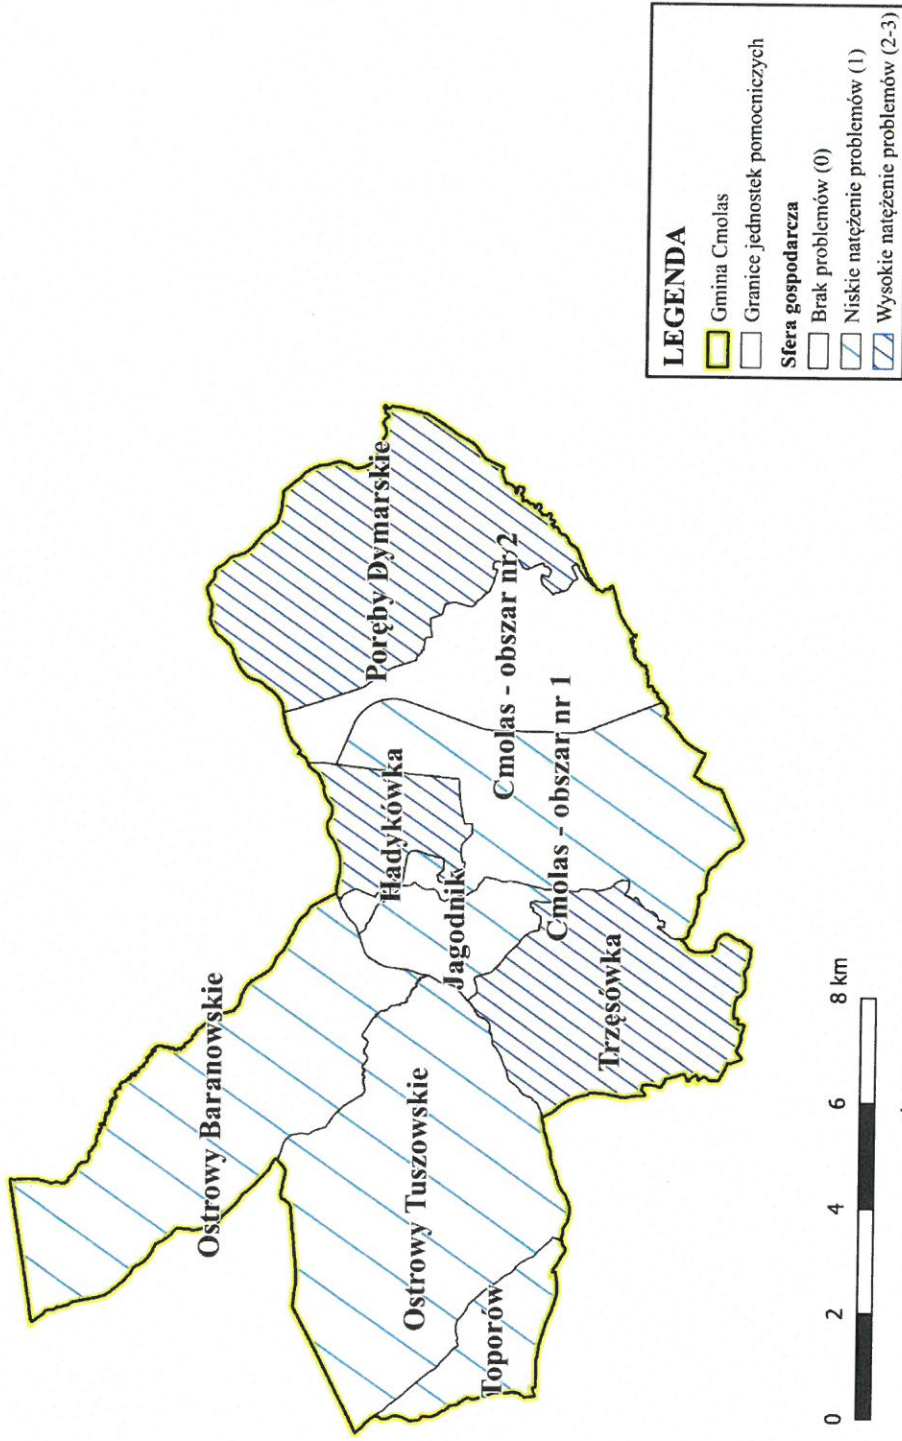 Ostrowy Baranowskie
Poręby Dymarskie
Hadykówka
Ostrowy Tuszowskie
Jagodnik
Cmolas - obszar nr 2
Toporów
Cmolas - obszar nr 1
Trzęsówka
0 2 4 6 8 km
LEGENDA
Gmina Cmolas
Granice jednostek pomocniczych
Sfera gospodarcza
Brak problemów (0)
Niskie natężenie problemów (1)
Wysokie natężenie problemów (2-3)